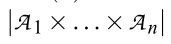 |𝒜₁ × … × 𝒜ₙ|